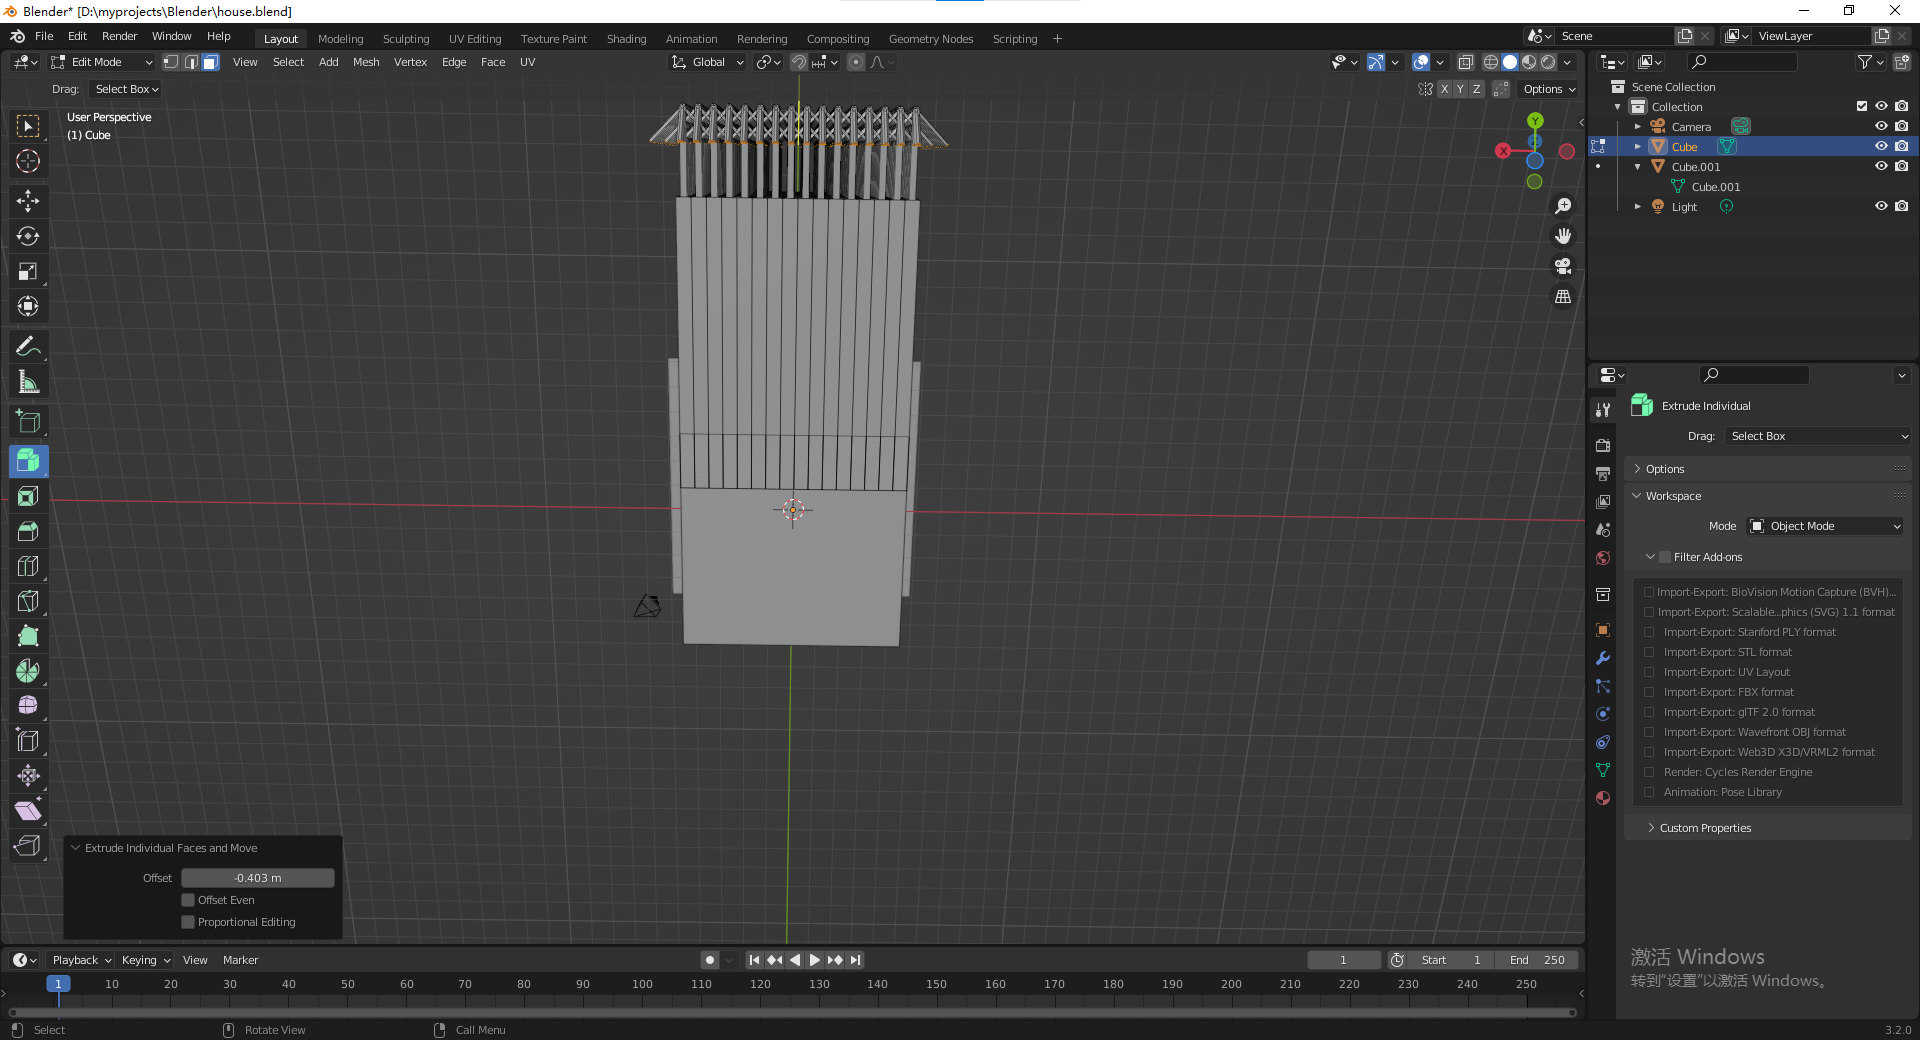 Blender* [D:\myprojects\Blender\house.blend]
File Edit Render Window Help Layout Modeling Sculpting UV Editing Texture Paint Shading Animation Rendering Compositing Geometry Nodes Scripting + Scene ViewLayer
Edit Mode View Select Add Mesh Vertex Edge Face UV Global
Drag: Select Box X Y Z Options
User Perspective
(1) Cube
Y
X
Scene Collection
Collection
Camera
Cube
Cube.001
Cube.001
Light
Extrude Individual
Drag: Select Box
Options
Workspace
Mode Object Mode
Filter Add-ons
Import-Export: BioVision Motion Capture (BVH)...
Import-Export: Scalable...phics (SVG) 1.1 format
Import-Export: Stanford PLY format
Import-Export: STL format
Import-Export: UV Layout
Import-Export: FBX format
Import-Export: glTF 2.0 format
Import-Export: Wavefront OBJ format
Import-Export: Web3D X3D/VRML2 format
Render: Cycles Render Engine
Animation: Pose Library
Custom Properties
Extrude Individual Faces and Move
Offset -0.403 m
Offset Even
Proportional Editing
Playback Keying View Marker 1 Start 1 End 250
1 10 20 30 40 50 60 70 80 90 100 110 120 130 140 150 160 170 180 190 200 210 220 230 240 250
激活 Windows
转到“设置”以激活 Windows。
Select Rotate View Call Menu 3.2.0